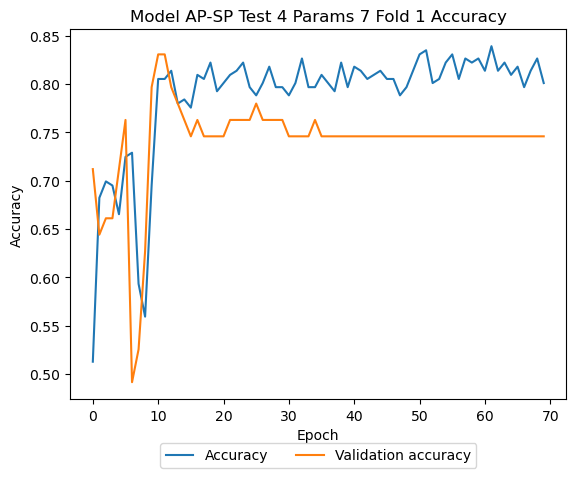 Model AP-SP Test 4 Params 7 Fold 1 Accuracy
0.85
0.80
0.75
0.70
0.65
0.60
0.55
0.50
Accuracy
0 10 20 30 40 50 60 70
Epoch
Accuracy Validation accuracy